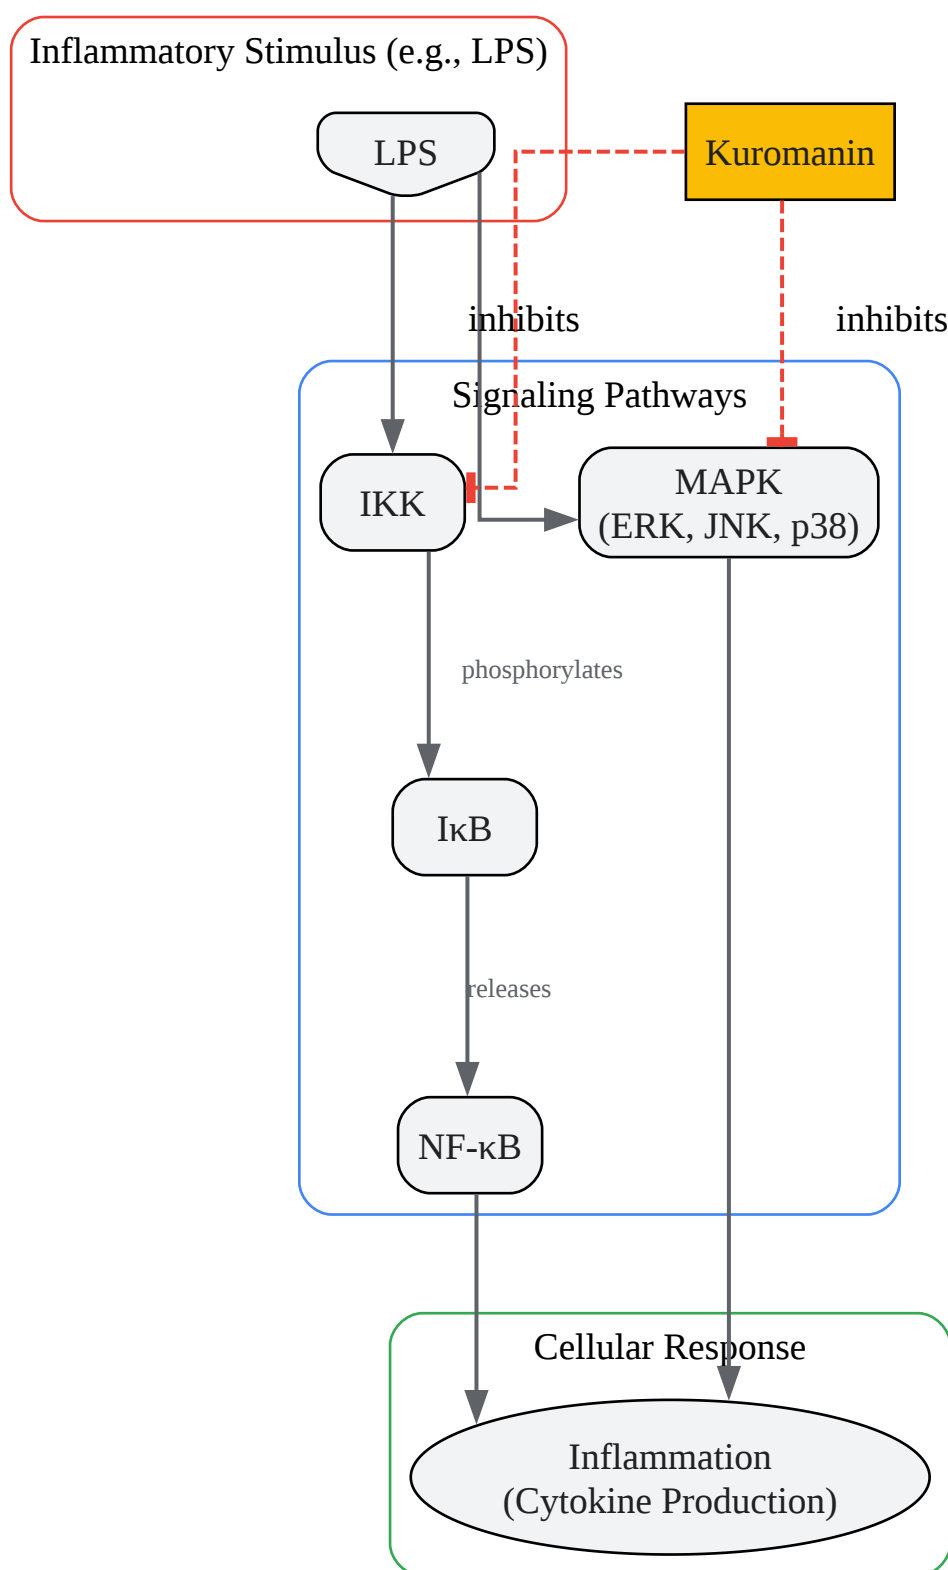 Inflammatory Stimulus (e.g., LPS)
LPS
Kuromanin
inhibits
inhibits
Signaling Pathways
IKK
MAPK
(ERK, JNK, p38)
phosphorylates
IκB
releases
NF-κB
Cellular Response
Inflammation
(Cytokine Production)